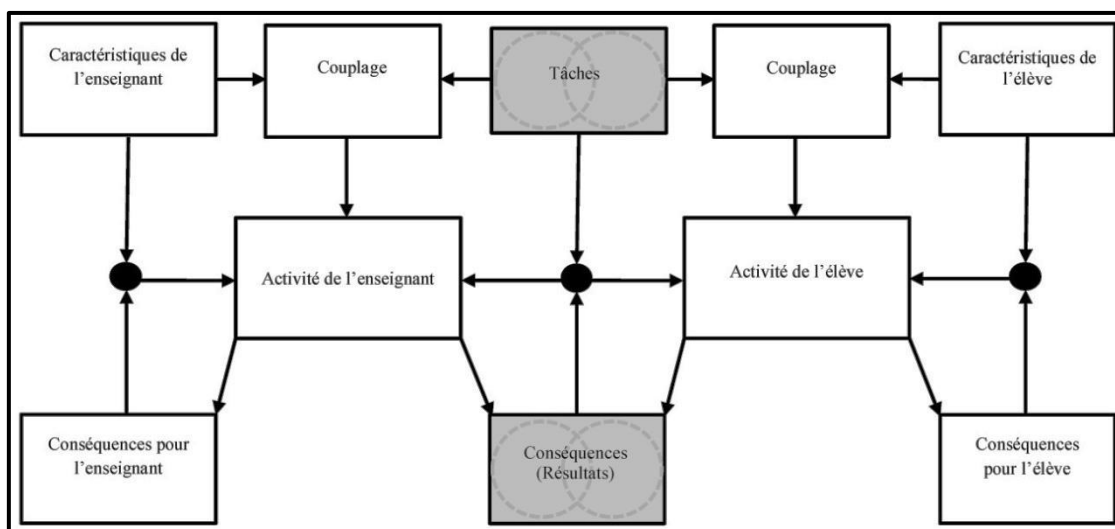 Caractéristiques de
l’enseignant
Couplage
Tâches
Couplage
Caractéristiques de
l’élève
Activité de l’enseignant
Activité de l’élève
Conséquences pour
l’enseignant
Conséquences
(Résultats)
Conséquences
pour l’élève